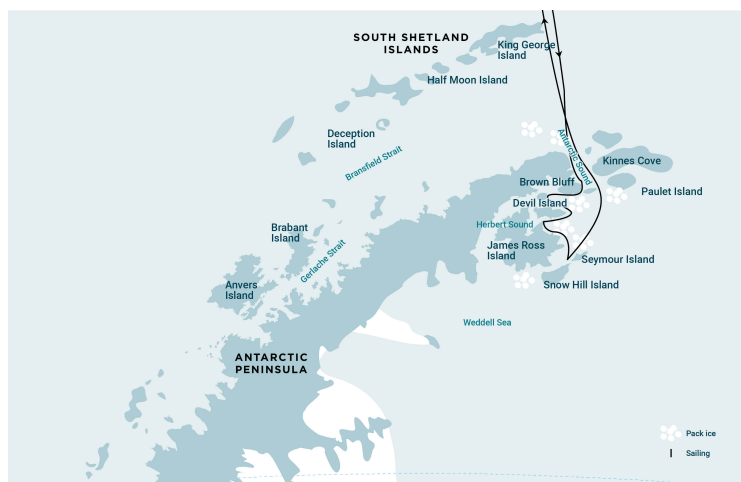 SOUTH SHETLAND
ISLANDS
King George
Island
Half Moon Island
Deception
Island
Bransfield Strait
Antarctic Sound
Kinnes Cove
Brown Bluff
Paulet Island
Devil Island
Herbert Sound
Brabant
Island
Gerlache Strait
James Ross
Island
Seymour Island
Anvers
Island
Snow Hill Island
Weddell Sea
ANTARCTIC
PENINSULA
Pack ice
Sailing